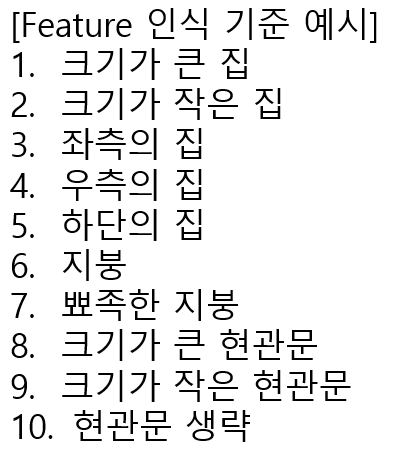 [Feature 인식 기준 예시]
1. 크기가 큰 집
2. 크기가 작은 집
3. 좌측의 집
4. 우측의 집
5. 하단의 집
6. 지붕
7. 뾰족한 지붕
8. 크기가 큰 현관문
9. 크기가 작은 현관문
10. 현관문 생략